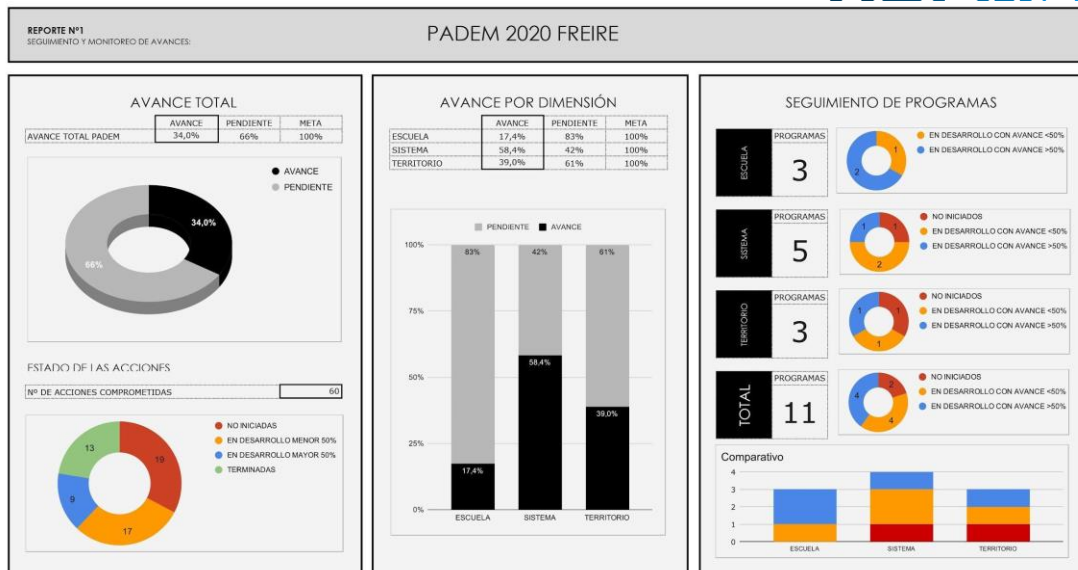 REPORTE Nº1
SEGUIMIENTO Y MONITOREO DE AVANCES:
PADEM 2020 FREIRE
AVANCE TOTAL
AVANCE PENDIENTE META
AVANCE TOTAL PADEM 34,0% 66% 100%
AVANCE
PENDIENTE
34,0%
66%
ESTADO DE LAS ACCIONES
Nº DE ACCIONES COMPROMETIDAS 60
NO INICIADAS
EN DESARROLLO MENOR 50%
EN DESARROLLO MAYOR 50%
TERMINADAS
13
19
9
17
AVANCE POR DIMENSIÓN
AVANCE PENDIENTE META
ESCUELA 17,4% 83% 100%
SISTEMA 58,4% 42% 100%
TERRITORIO 39,0% 61% 100%
PENDIENTE AVANCE
100%
83% 42% 61%
75%
58,4%
50%
39,0%
25%
17,4%
0%
ESCUELA SISTEMA TERRITORIO
SEGUIMIENTO DE PROGRAMAS
ESCUELA
PROGRAMAS
3
1
2
EN DESARROLLO CON AVANCE <50%
EN DESARROLLO CON AVANCE >50%
SISTEMA
PROGRAMAS
5
1 1
2
NO INICIADOS
EN DESARROLLO CON AVANCE <50%
EN DESARROLLO CON AVANCE >50%
TERRITORIO
PROGRAMAS
3
1 1
1
NO INICIADOS
EN DESARROLLO CON AVANCE <50%
EN DESARROLLO CON AVANCE >50%
TOTAL
PROGRAMAS
11
2
4
4
NO INICIADOS
EN DESARROLLO CON AVANCE <50%
EN DESARROLLO CON AVANCE >50%
Comparativo
4
3
2
1
0
ESCUELA SISTEMA TERRITORIO